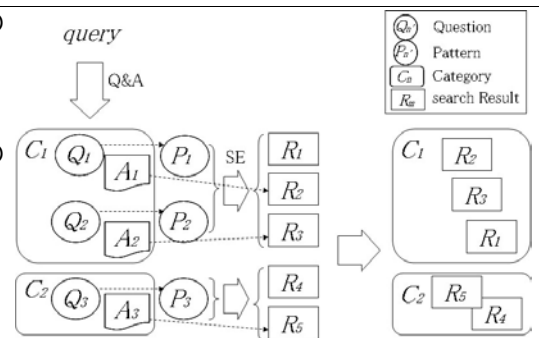 query
Q&A
Qn' Question
Pn' Pattern
Cn Category
Rm search Result
C1 Q1 P1
A1
Q2 P2
A2
SE
R1
R2
R3
C2 Q3 P3
A3
R4
R5
C1 R2
R3
R1
C2 R5
R4